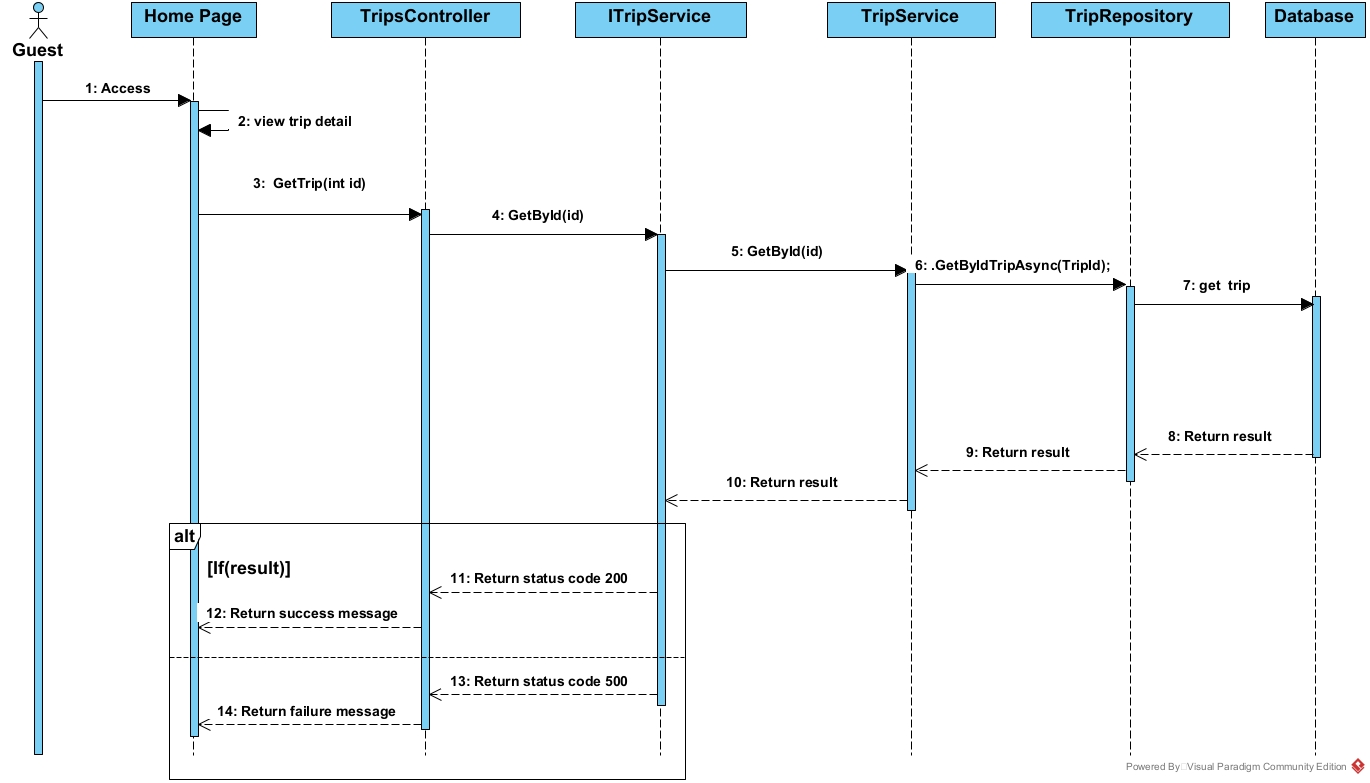 Guest
Home Page
TripsController
ITripService
TripService
TripRepository
Database
1: Access
2: view trip detail
3:  GetTrip(int id)
4: GetById(id)
5: GetById(id)
6: .GetByIdTripAsync(TripId);
7: get  trip
8: Return result
9: Return result
10: Return result
alt
[If(result)]
11: Return status code 200
12: Return success message
13: Return status code 500
14: Return failure message
Powered By Visual Paradigm Community Edition